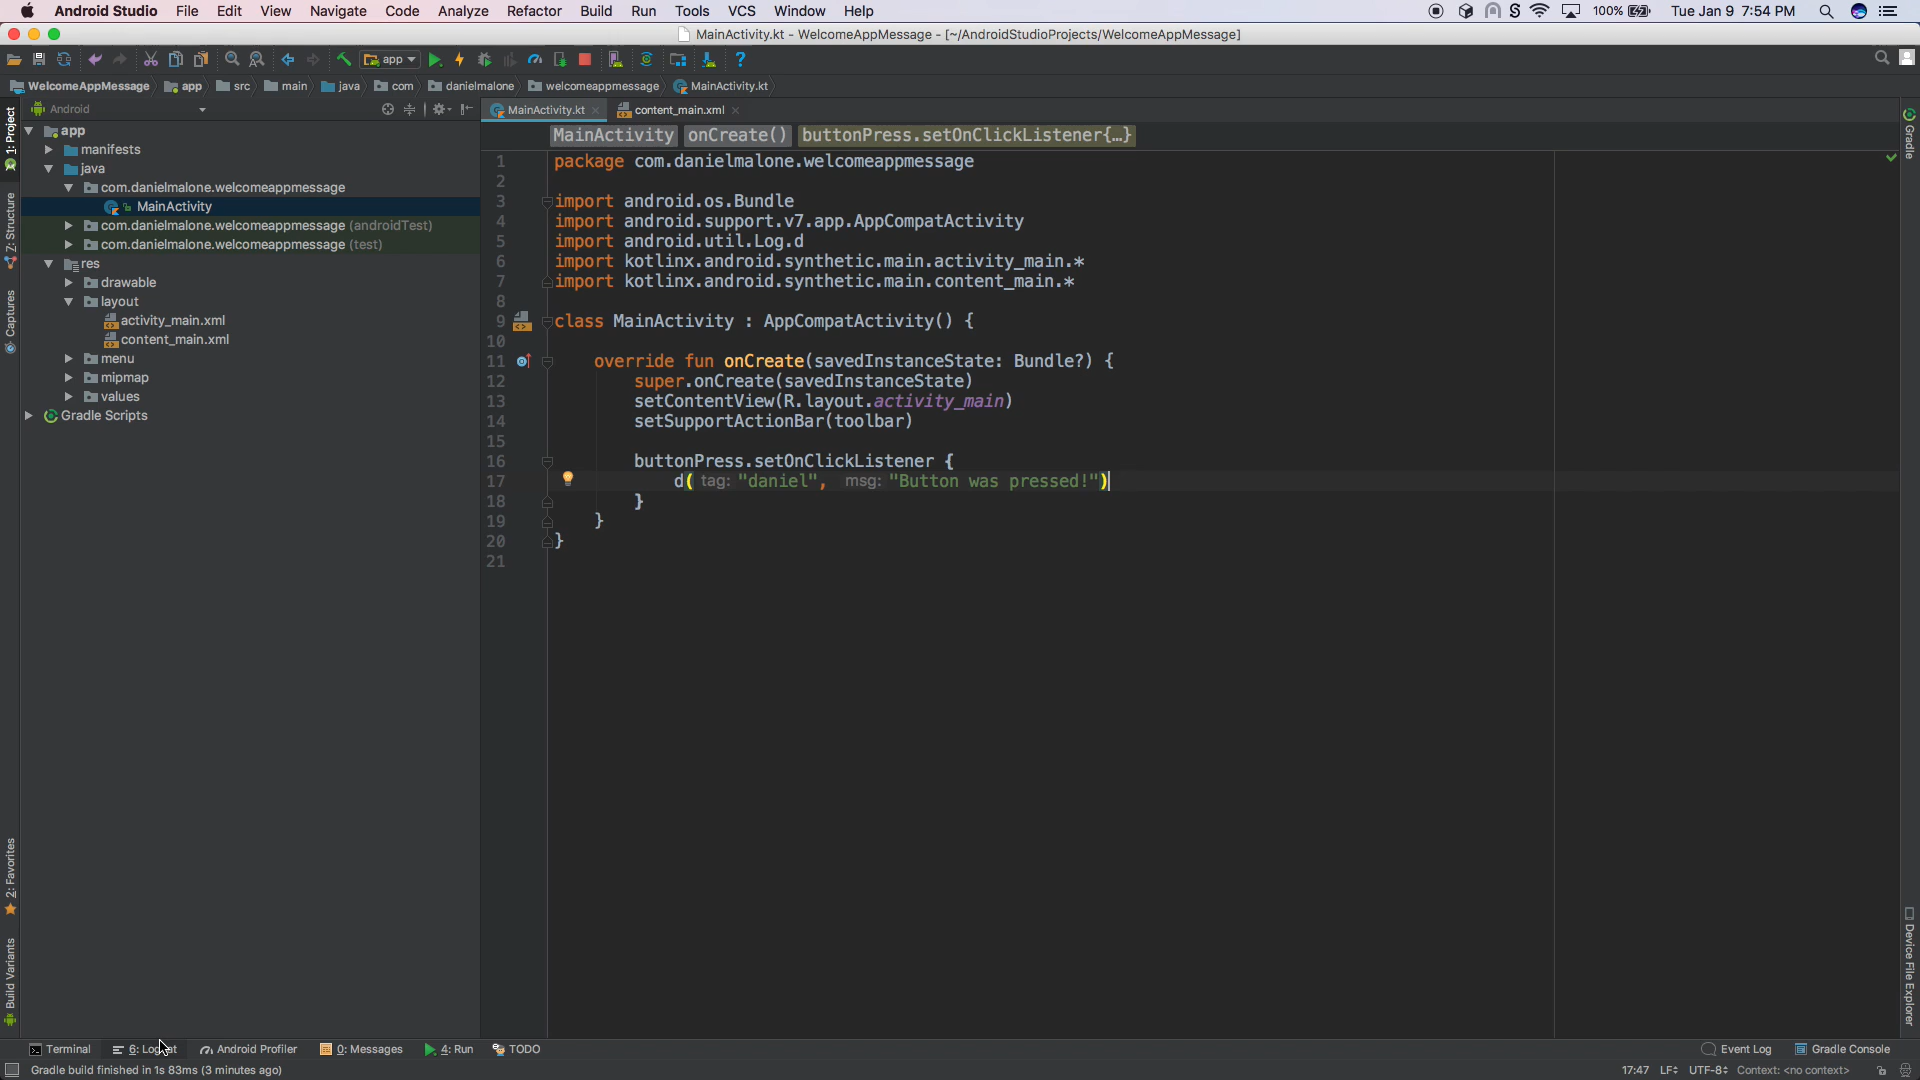 Android Studio File Edit View Navigate Code Analyze Refactor Build Run Tools VCS Window Help 100% Tue Jan 9 7:54 PM
MainActivity.kt - WelcomeAppMessage - [~/AndroidStudioProjects/WelcomeAppMessage]
app
WelcomeAppMessage app src main java com danielmalone welcomeappmessage MainActivity.kt
Android
MainActivity.kt content_main.xml
MainActivity onCreate() buttonPress.setOnClickListener{…}
1: Project
Z: Structure
Captures
2: Favorites
Build Variants
app
manifests
java
com.danielmalone.welcomeappmessage
MainActivity
com.danielmalone.welcomeappmessage (androidTest)
com.danielmalone.welcomeappmessage (test)
res
drawable
layout
activity_main.xml
content_main.xml
menu
mipmap
values
Gradle Scripts
1 package com.danielmalone.welcomeappmessage
2
3 import android.os.Bundle
4 import android.support.v7.app.AppCompatActivity
5 import android.util.Log.d
6 import kotlinx.android.synthetic.main.activity_main.*
7 import kotlinx.android.synthetic.main.content_main.*
8
9 class MainActivity : AppCompatActivity() {
10
11 override fun onCreate(savedInstanceState: Bundle?) {
12 super.onCreate(savedInstanceState)
13 setContentView(R.layout.activity_main)
14 setSupportActionBar(toolbar)
15
16 buttonPress.setOnClickListener {
17 d( tag: "daniel", msg: "Button was pressed!")
18 }
19 }
20 }
21
Gradle
Device File Explorer
Terminal 6: Logcat Android Profiler 0: Messages 4: Run TODO Event Log Gradle Console
Gradle build finished in 1s 83ms (3 minutes ago) 17:47 LF UTF-8 Context: <no context>